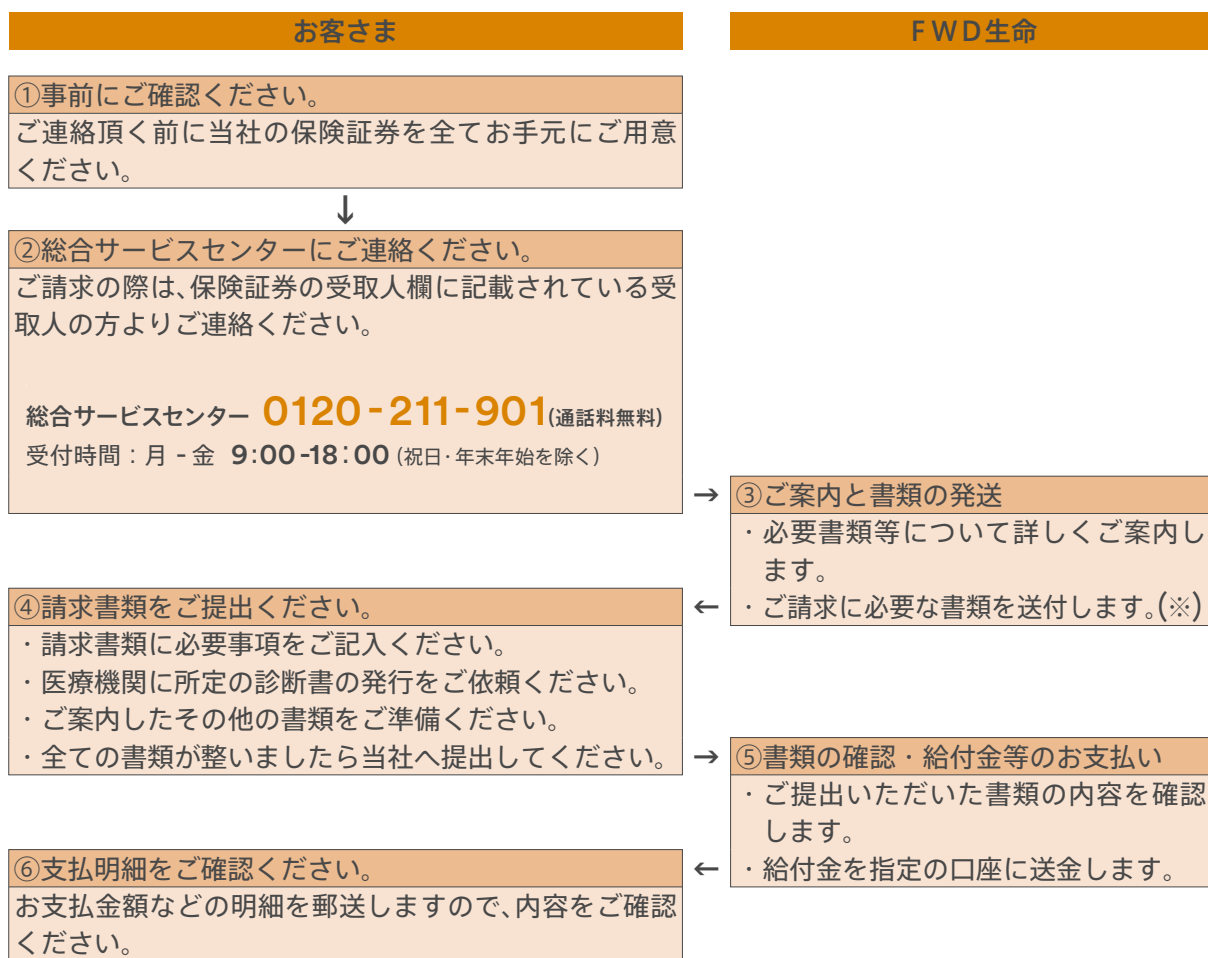 お客さま
FWD生命
①事前にご確認ください。
ご連絡頂く前に当社の保険証券を全てお手元にご用意
ください。
↓
②総合サービスセンターにご連絡ください。
ご請求の際は、保険証券の受取人欄に記載されている受
取人の方よりご連絡ください。
総合サービスセンター 0120-211-901(通話料無料)
受付時間：月-金 9:00-18:00(祝日・年末年始を除く)
→
③ご案内と書類の発送
・必要書類等について詳しくご案内し
ます。
・ご請求に必要な書類を送付します。(※)
←
④請求書類をご提出ください。
・請求書類に必要事項をご記入ください。
・医療機関に所定の診断書の発行をご依頼ください。
・ご案内したその他の書類をご準備ください。
・全ての書類が整いましたら当社へ提出してください。
→
⑤書類の確認・給付金等のお支払い
・ご提出いただいた書類の内容を確認
します。
・給付金を指定の口座に送金します。
←
⑥支払明細をご確認ください。
お支払金額などの明細を郵送しますので、内容をご確認
ください。